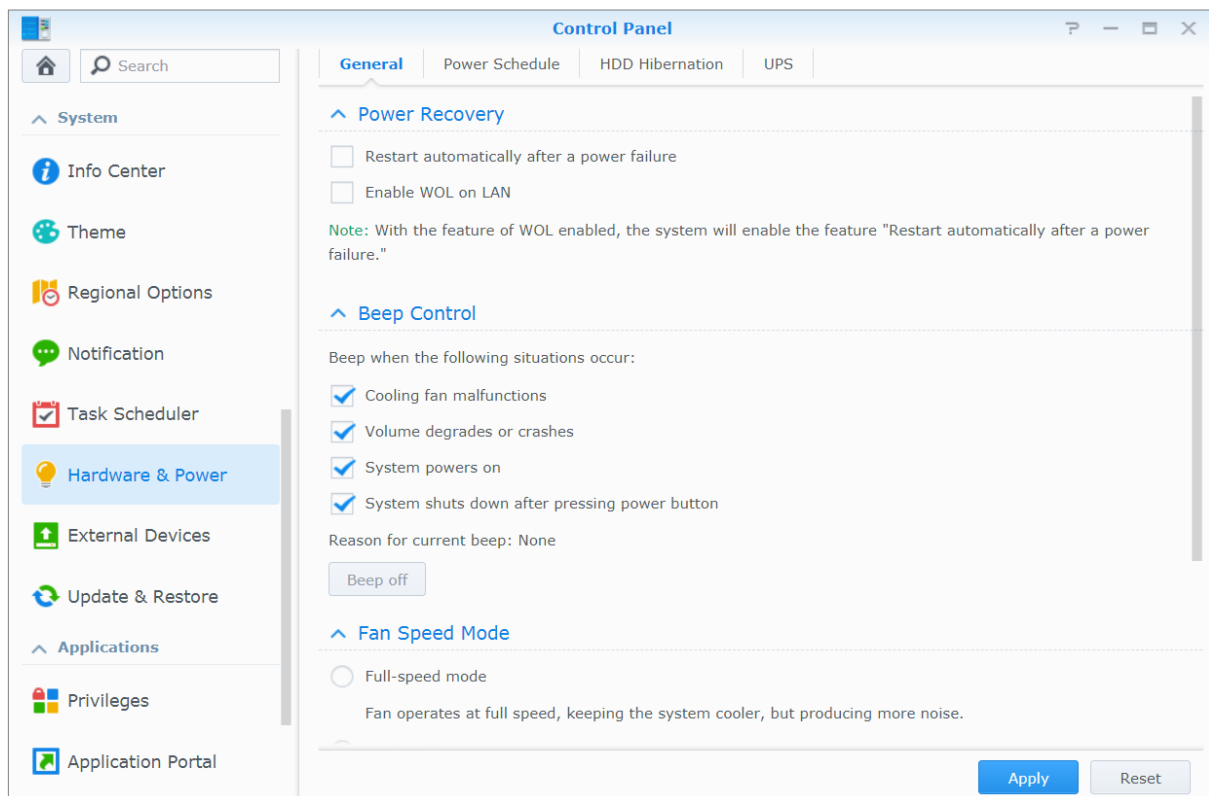 Control Panel
Search
System
Info Center
Theme
Regional Options
Notification
Task Scheduler
Hardware & Power
External Devices
Update & Restore
Applications
Privileges
Application Portal
General
Power Schedule
HDD Hibernation
UPS
Power Recovery
Restart automatically after a power failure
Enable WOL on LAN
Note: With the feature of WOL enabled, the system will enable the feature "Restart automatically after a power
failure."
Beep Control
Beep when the following situations occur:
Cooling fan malfunctions
Volume degrades or crashes
System powers on
System shuts down after pressing power button
Reason for current beep: None
Beep off
Fan Speed Mode
Full-speed mode
Fan operates at full speed, keeping the system cooler, but producing more noise.
Apply
Reset